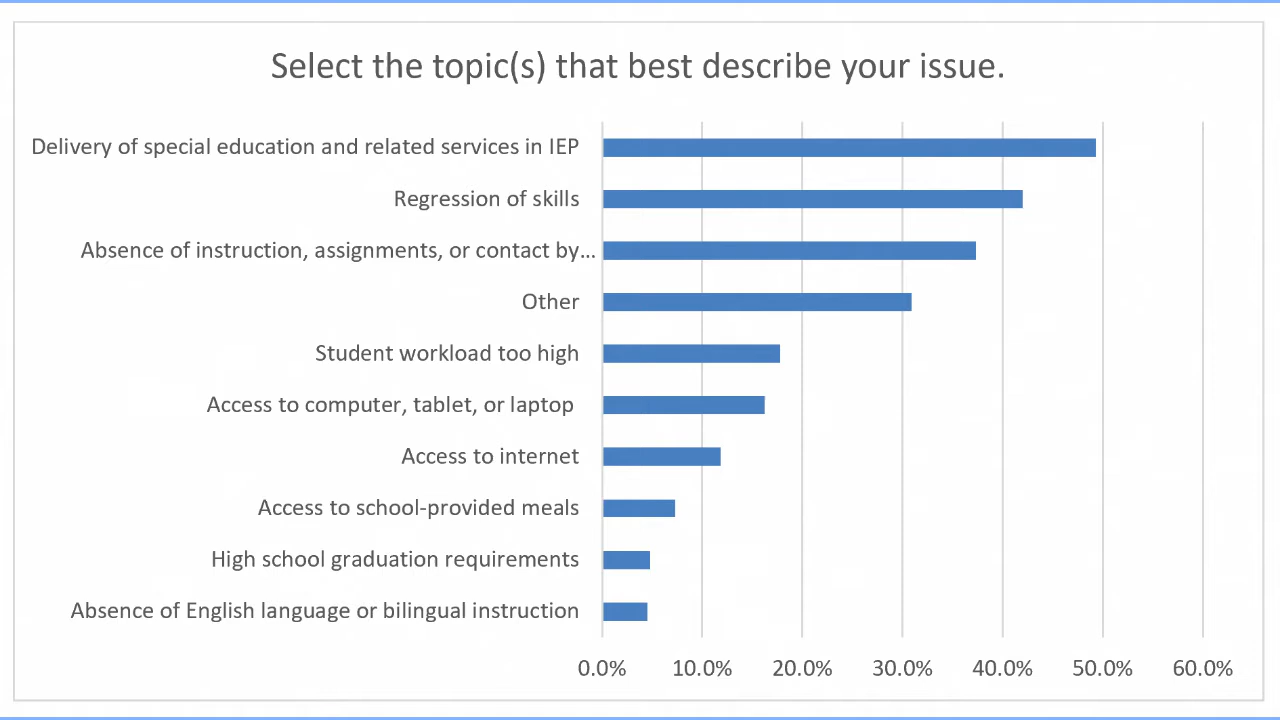 Select the topic(s) that best describe your issue.
Delivery of special education and related services in IEP
Regression of skills
Absence of instruction, assignments, or contact by...
Other
Student workload too high
Access to computer, tablet, or laptop
Access to internet
Access to school-provided meals
High school graduation requirements
Absence of English language or bilingual instruction
0.0% 10.0% 20.0% 30.0% 40.0% 50.0% 60.0%